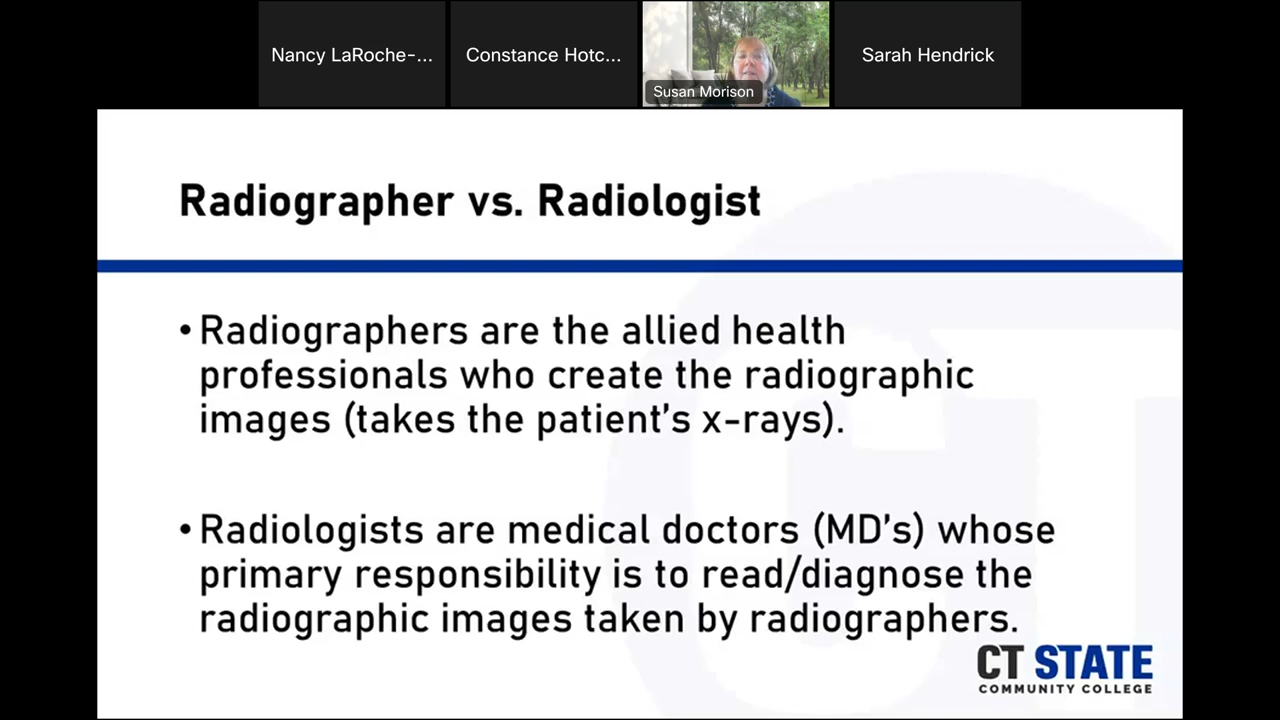 Nancy LaRoche-...
Constance Hotc...
Susan Morison
Sarah Hendrick
Radiographer vs. Radiologist
• Radiographers are the allied health
professionals who create the radiographic
images (takes the patient's x-rays).
• Radiologists are medical doctors (MD's) whose
primary responsibility is to read/diagnose the
radiographic images taken by radiographers.
CT STATE
COMMUNITY COLLEGE